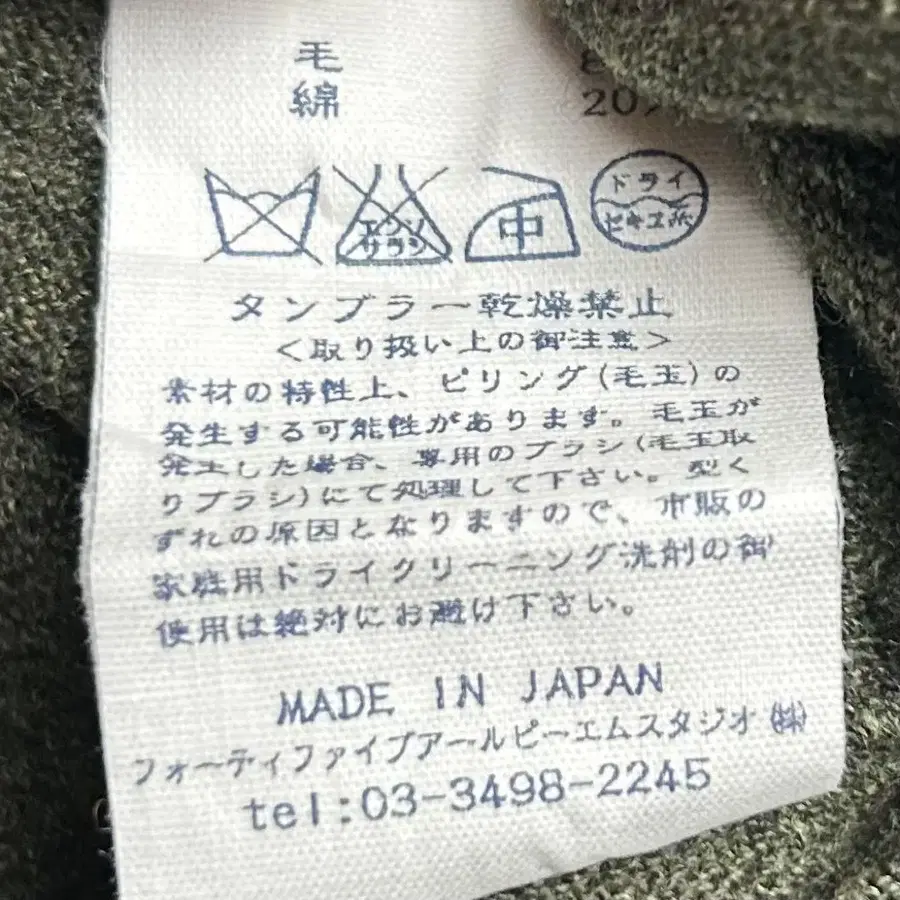 毛
綿 20%
エンソ
サラシ
中
ドライ
セキユ系
タンブラー乾燥禁止
<取り扱い上の御注意>
素材の特性上、ピリング(毛玉)の
発生する可能性があります。毛玉が
発生した場合、専用のブラシ(毛玉取
りブラシ)にて処理して下さい。型く
ずれの原因となりますので、市販の
家庭用ドライクリーニング洗剤の御
使用は絶対にお避け下さい。
MADE IN JAPAN
フォーティファイブアールピーエムスタジオ㈱
tel:03-3498-2245